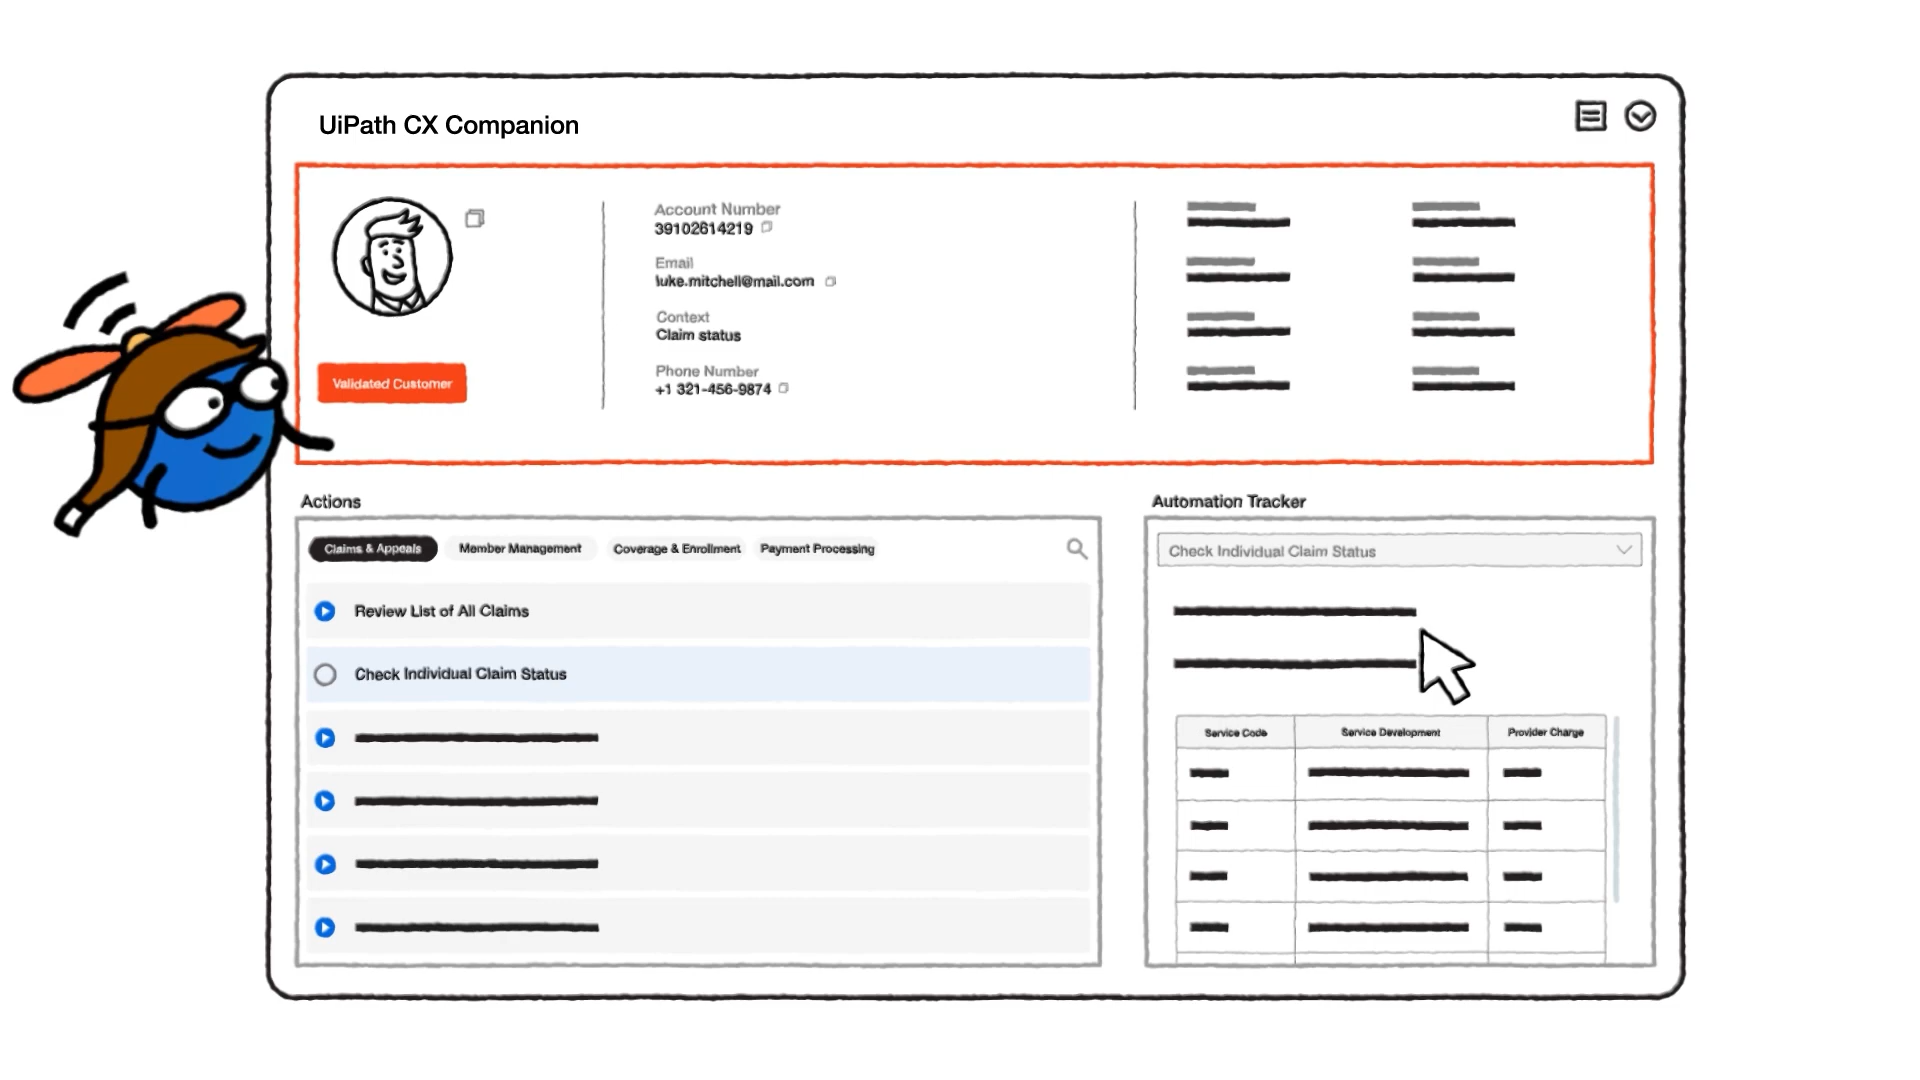 UiPath CX Companion
Validated Customer
Account Number
39102614219
Email
luke.mitchell@mail.com
Context
Claim status
Phone Number
+1 321-456-9874
Actions
Claims & Appeals
Member Management
Coverage & Enrollment
Payment Processing
Review List of All Claims
Check Individual Claim Status
Automation Tracker
Check Individual Claim Status
Service Code
Service Development
Provider Charge